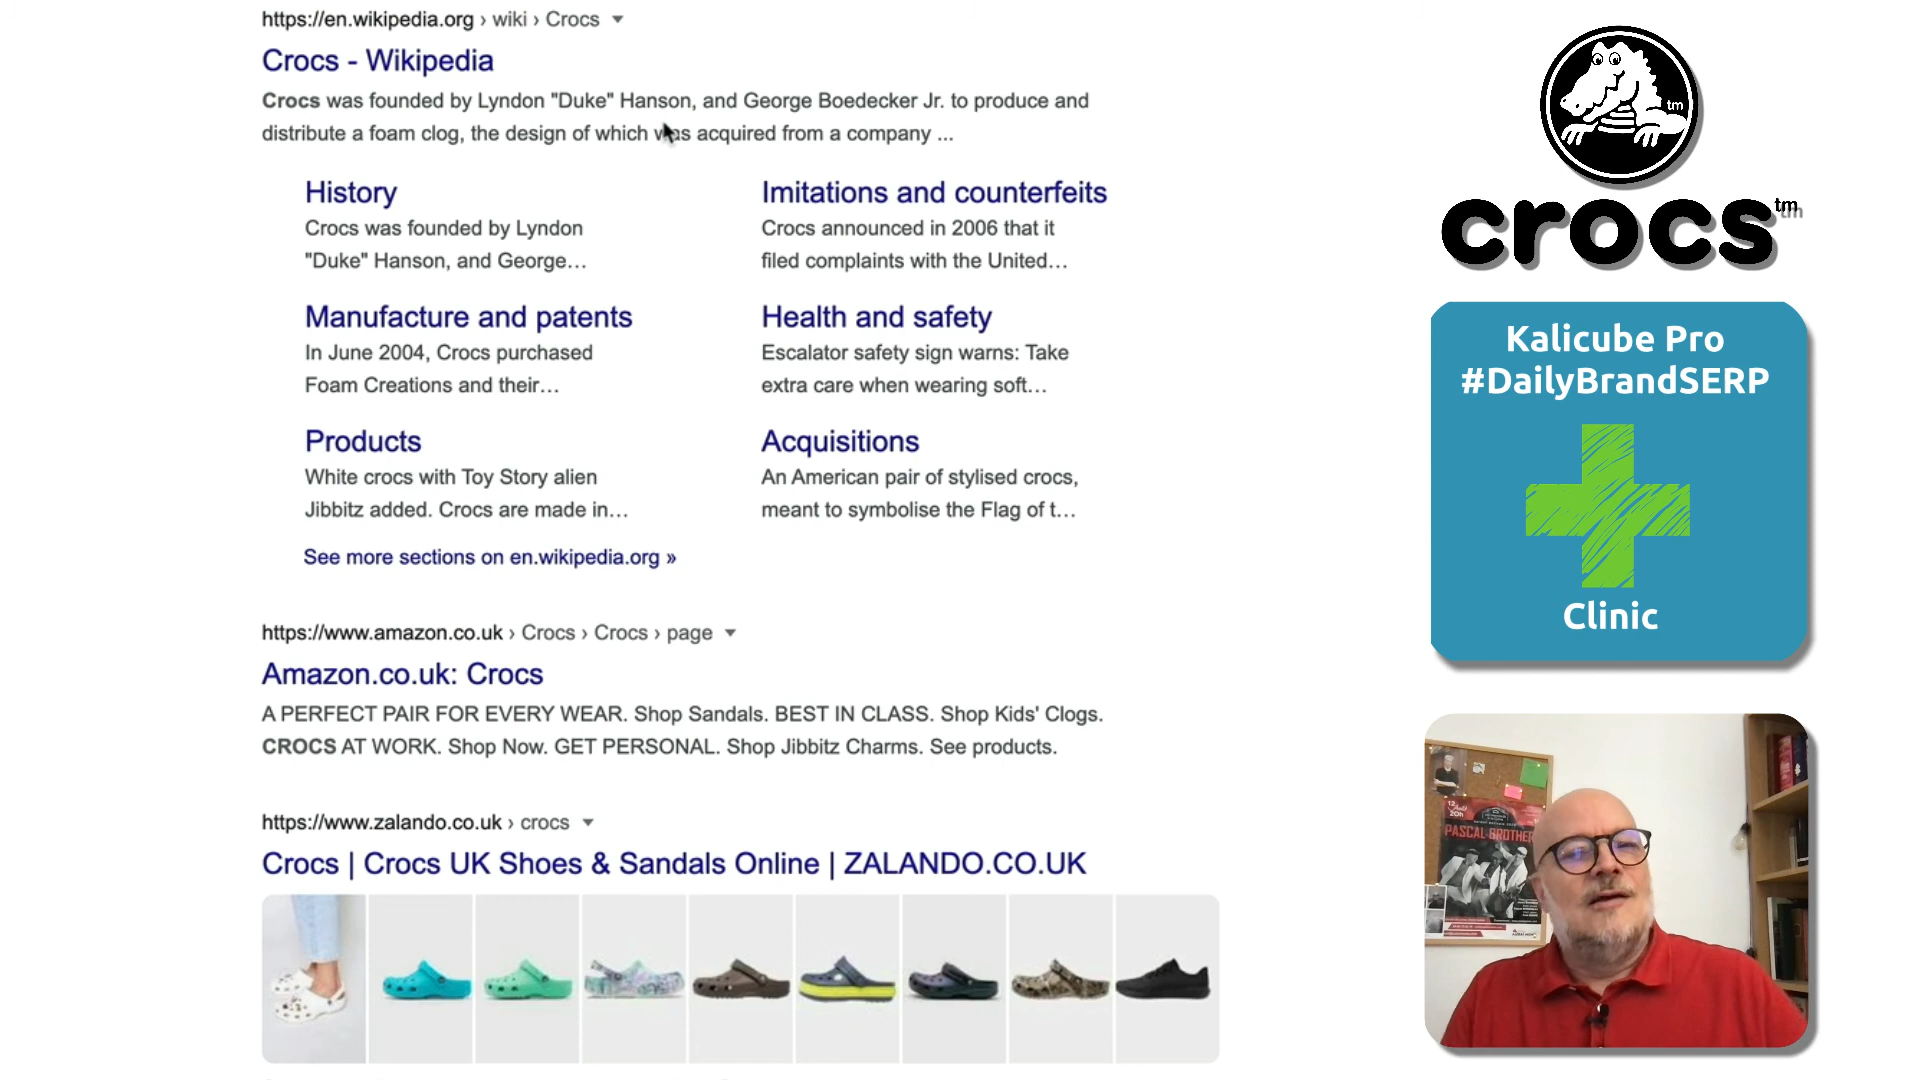 https://en.wikipedia.org › wiki › Crocs
Crocs - Wikipedia
Crocs was founded by Lyndon "Duke" Hanson, and George Boedecker Jr. to produce and
distribute a foam clog, the design of which was acquired from a company ...
History
Crocs was founded by Lyndon
"Duke" Hanson, and George...
Imitations and counterfeits
Crocs announced in 2006 that it
filed complaints with the United...
Manufacture and patents
In June 2004, Crocs purchased
Foam Creations and their...
Health and safety
Escalator safety sign warns: Take
extra care when wearing soft...
Products
White crocs with Toy Story alien
Jibbitz added. Crocs are made in...
Acquisitions
An American pair of stylised crocs,
meant to symbolise the Flag of t...
See more sections on en.wikipedia.org »
https://www.amazon.co.uk › Crocs › Crocs › page
Amazon.co.uk: Crocs
A PERFECT PAIR FOR EVERY WEAR. Shop Sandals. BEST IN CLASS. Shop Kids' Clogs.
CROCS AT WORK. Shop Now. GET PERSONAL. Shop Jibbitz Charms. See products.
https://www.zalando.co.uk › crocs
Crocs | Crocs UK Shoes & Sandals Online | ZALANDO.CO.UK
tm
crocs tm
Kalicube Pro
#DailyBrandSERP
Clinic
20h
PASCAL BROTHER